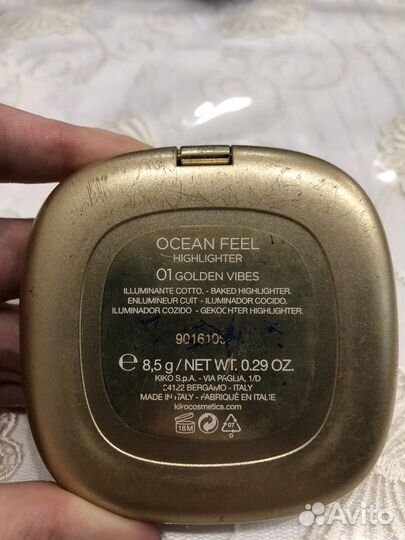 OCEAN FEEL
HIGHLIGHTER
01 GOLDEN VIBES
ILLUMINANTE COTTO. - BAKED HIGHLIGHTER.
ENLUMINEUR CUIT - ILUMINADOR COCIDO.
ILUMINADOR COZIDO - GEKOCHTER HIGHLIGHTER.
e 8,5 g / NET WT. 0.29 OZ.
KIKO S.p.A. - VIA PAGLIA, 1/D
24122 BERGAMO - ITALY
MADE IN ITALY - FABRIQUÉ EN ITALIE
kikocosmetics.com
18M
07
Avito